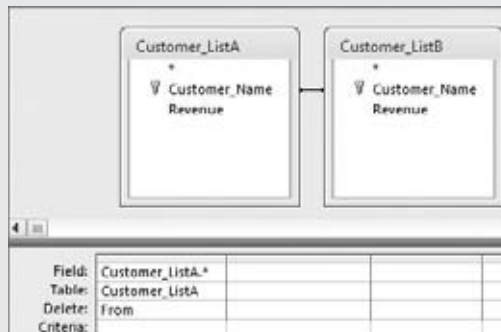 Customer_ListA
*
Customer_Name
Revenue
Customer_ListB
*
Customer_Name
Revenue
Field: Customer_ListA.*
Table: Customer_ListA
Delete: From
Criteria: